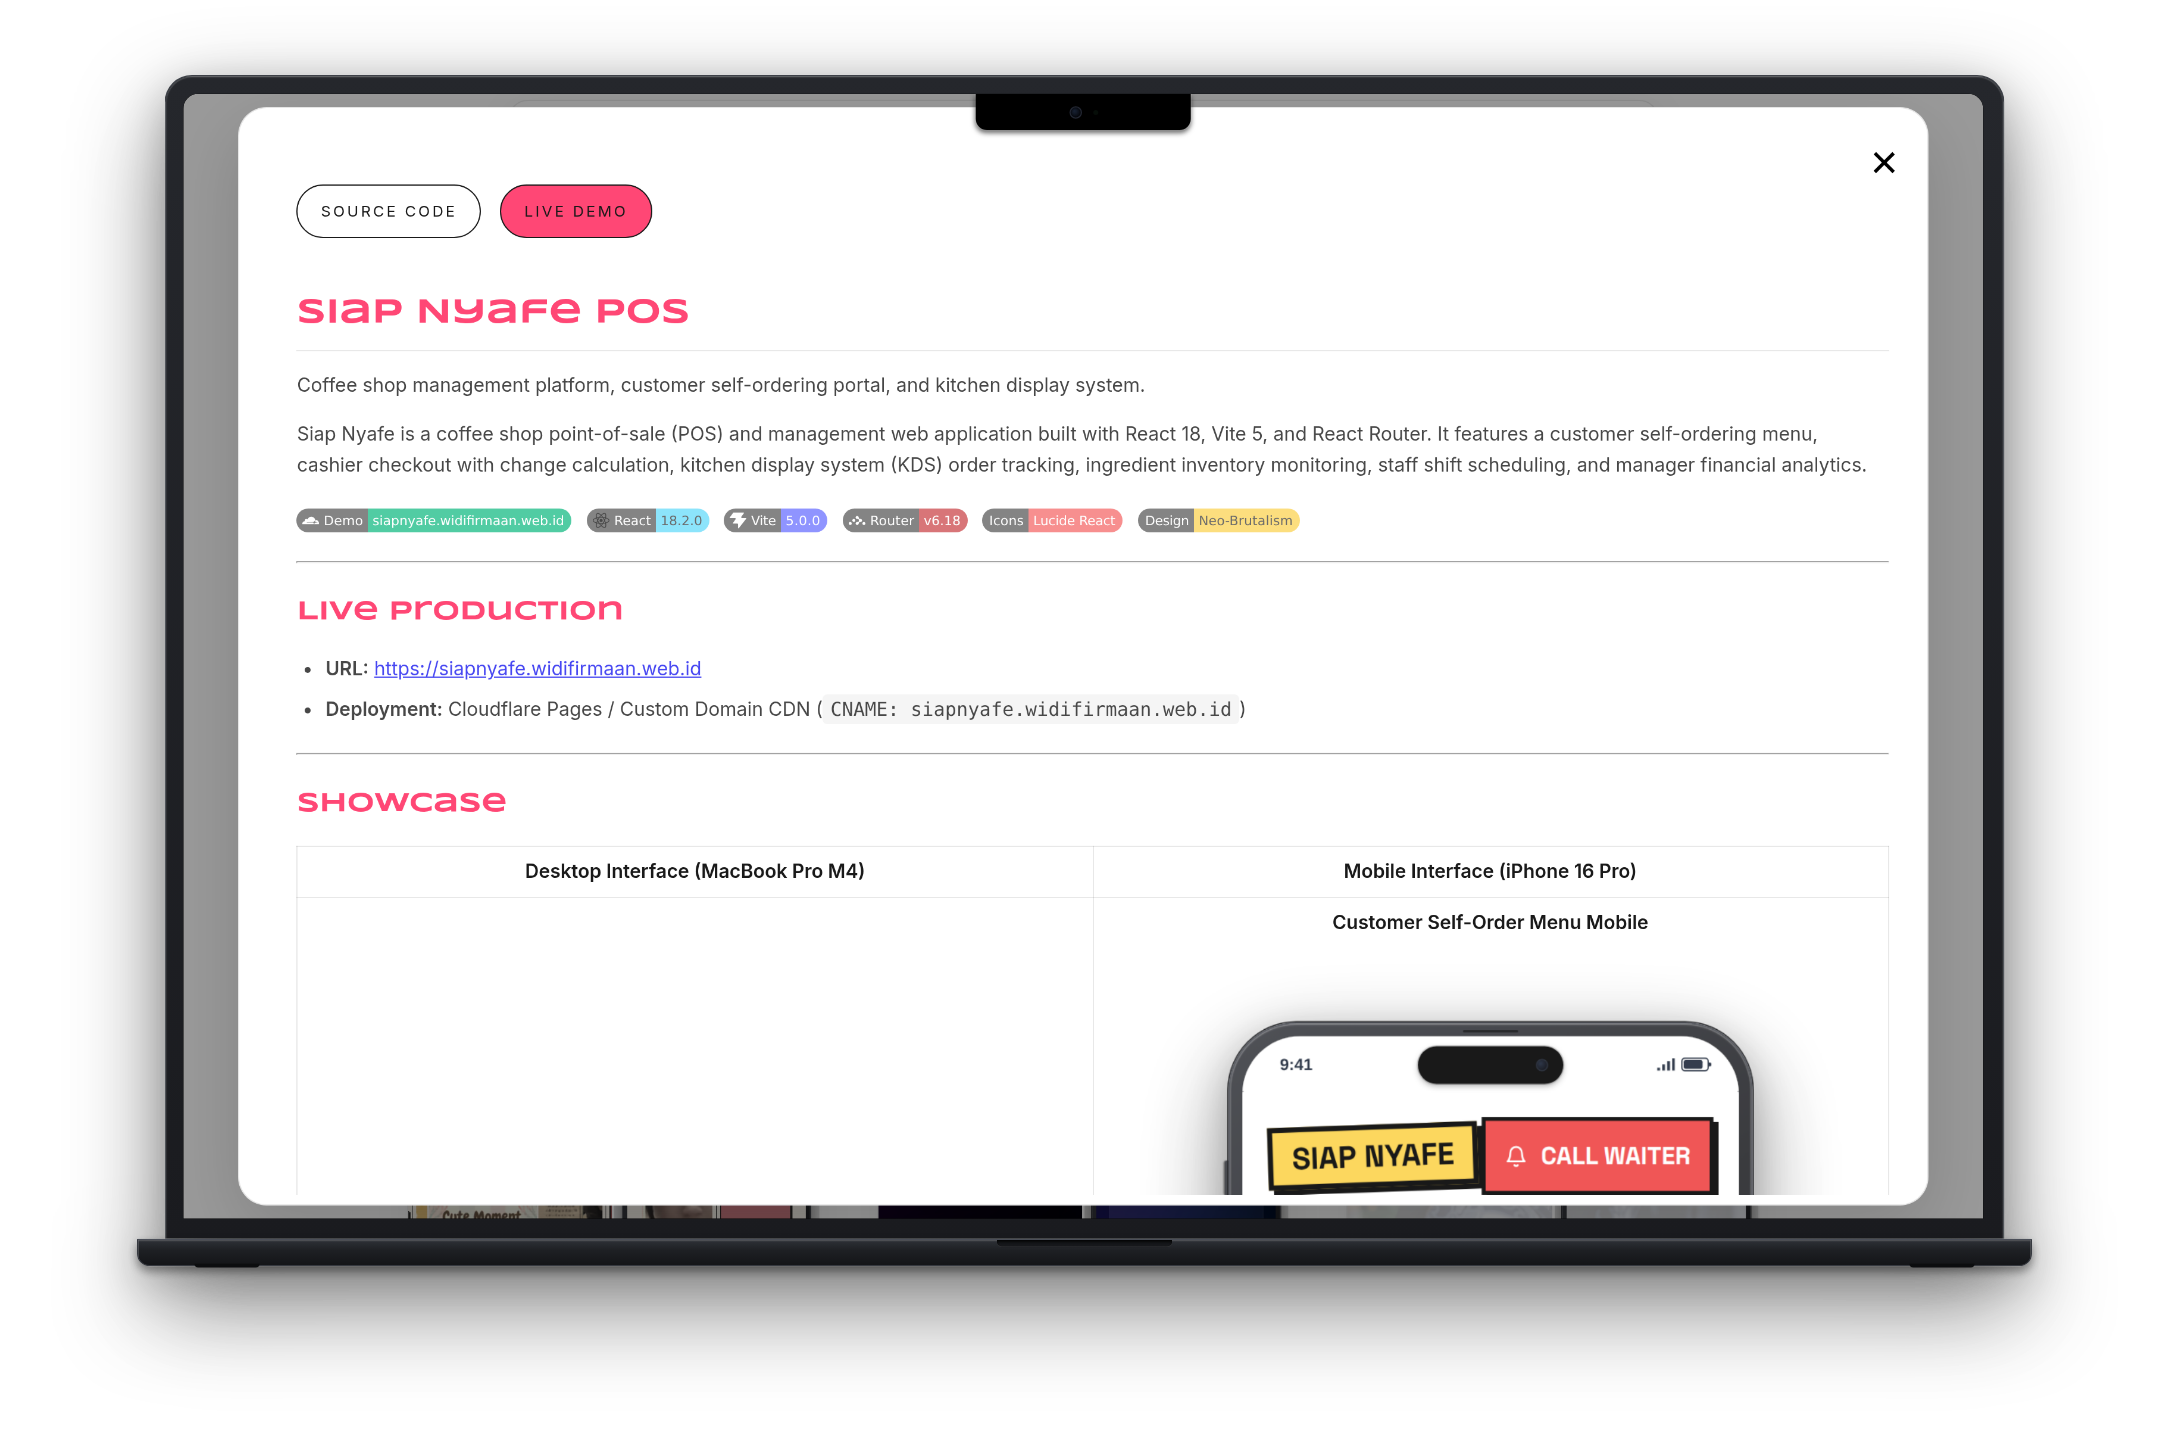 SOURCE CODE
LIVE DEMO
Siap Nyafe POS
Coffee shop management platform, customer self-ordering portal, and kitchen display system.
Siap Nyafe is a coffee shop point-of-sale (POS) and management web application built with React 18, Vite 5, and React Router. It features a customer self-ordering menu,
cashier checkout with change calculation, kitchen display system (KDS) order tracking, ingredient inventory monitoring, staff shift scheduling, and manager financial analytics.
Demo siapnyafe.widifirmaan.web.id React 18.2.0 Vite 5.0.0 Router v6.18 Icons Lucide React Design Neo-Brutalism
Live Production
• URL: https://siapnyafe.widifirmaan.web.id
• Deployment: Cloudflare Pages / Custom Domain CDN ( CNAME: siapnyafe.widifirmaan.web.id )
Showcase
Desktop Interface (MacBook Pro M4)
Mobile Interface (iPhone 16 Pro)
Customer Self-Order Menu Mobile
9:41
SIAP NYAFE
CALL WAITER
Cute Moment